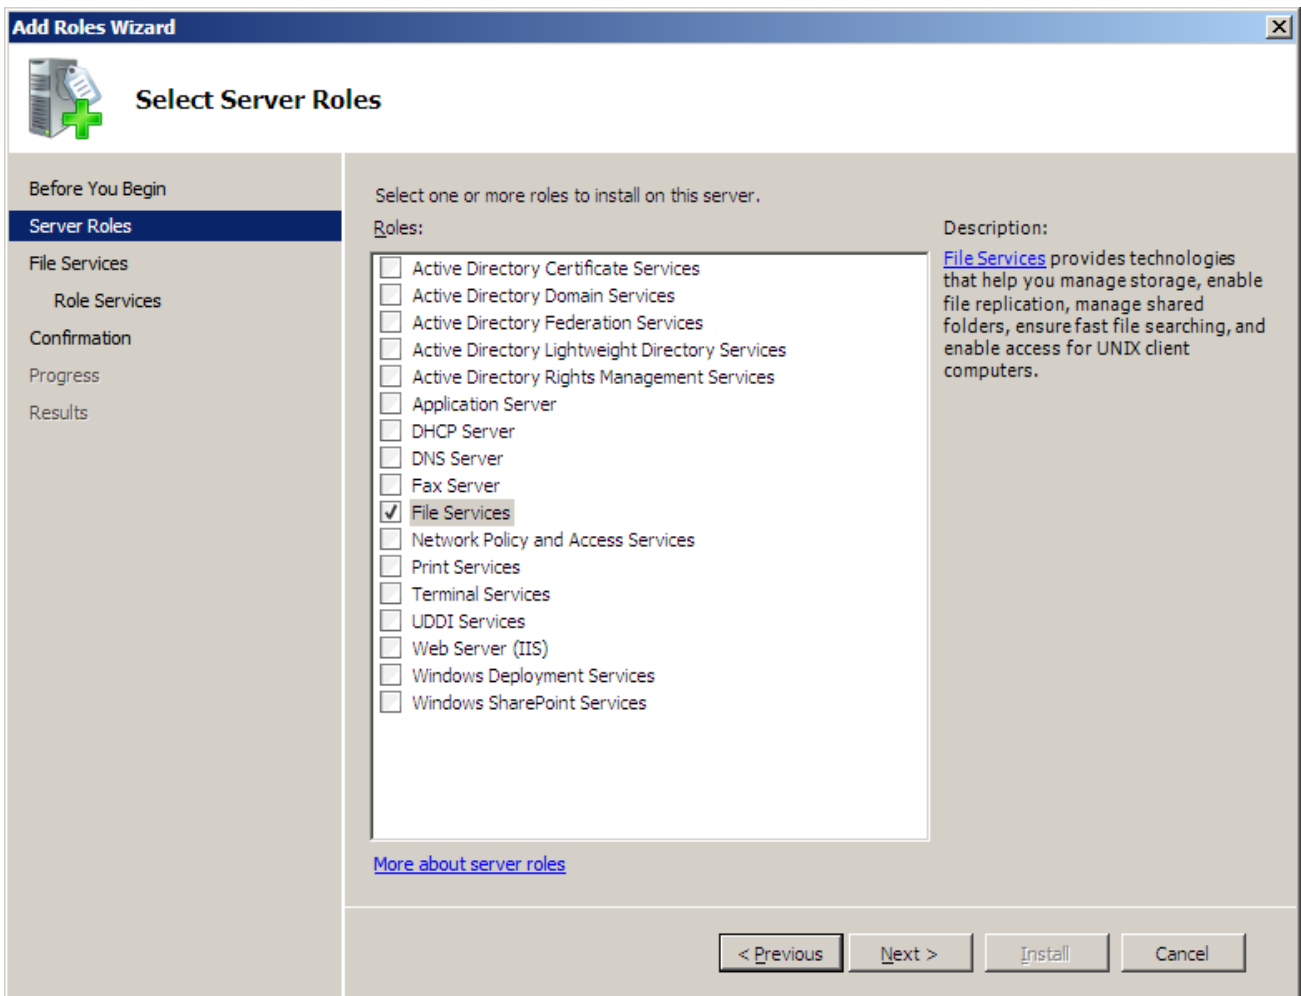 Add Roles Wizard
Select Server Roles
Before You Begin
Server Roles
File Services
Role Services
Confirmation
Progress
Results
Select one or more roles to install on this server.
Roles:
Active Directory Certificate Services
Active Directory Domain Services
Active Directory Federation Services
Active Directory Lightweight Directory Services
Active Directory Rights Management Services
Application Server
DHCP Server
DNS Server
Fax Server
File Services
Network Policy and Access Services
Print Services
Terminal Services
UDDI Services
Web Server (IIS)
Windows Deployment Services
Windows SharePoint Services
More about server roles
Description:
File Services provides technologies
that help you manage storage, enable
file replication, manage shared
folders, ensure fast file searching, and
enable access for UNIX client
computers.
< Previous
Next >
Install
Cancel